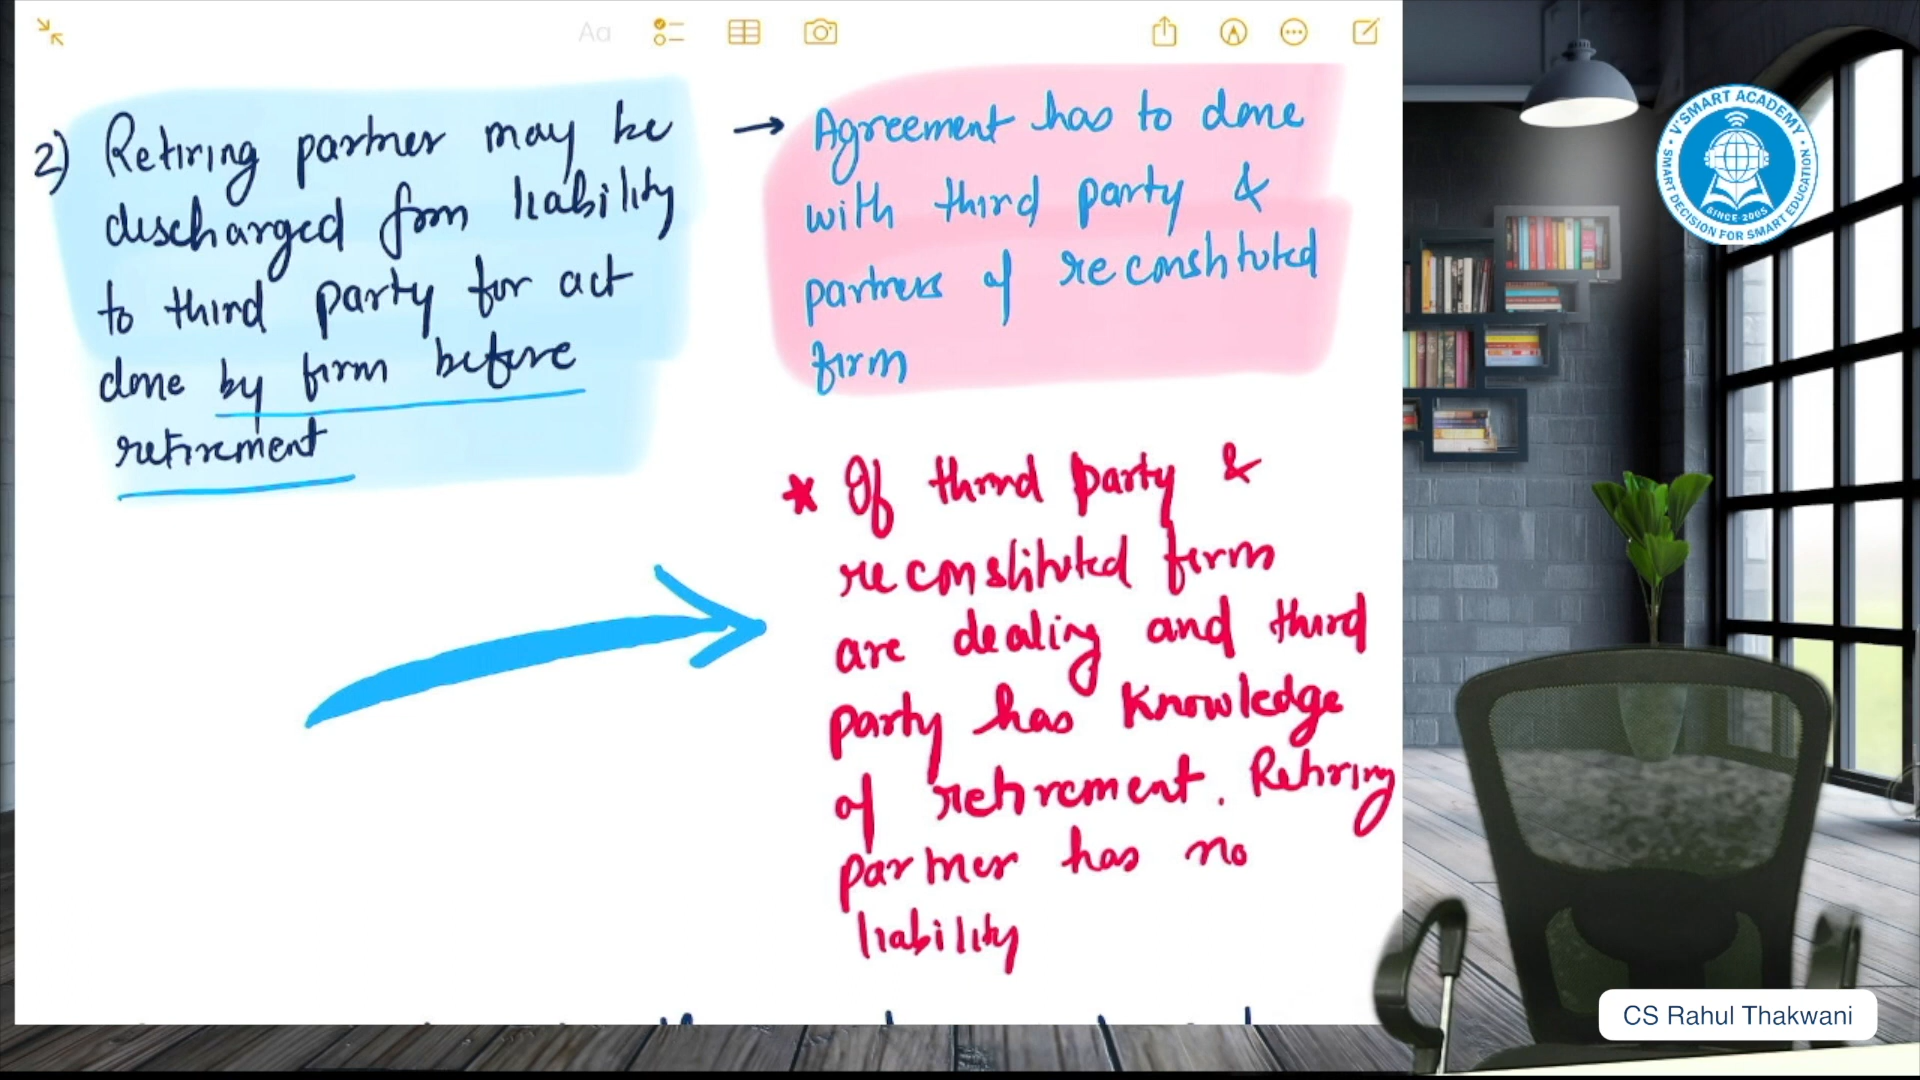 Aa
2) Retiring partner may be
discharged from liability
to third party for act
done by firm before
retirement
→ Agreement has to done
with third party &
partners of reconstituted
firm
* If third party &
reconstituted firm
are dealing and third
party has knowledge
of retirement. Retiring
partner has no
liability
V'SMART ACADEMY
SINCE-2005
SMART DECISION FOR SMART EDUCATION
CS Rahul Thakwani